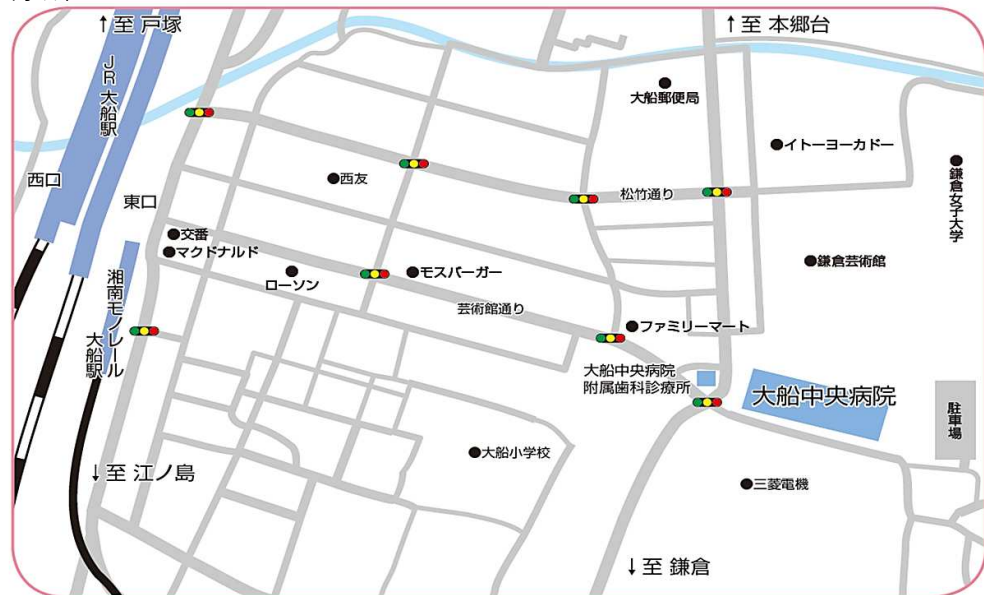 ↑至 戸塚
↑至 本郷台
JR 大船駅
大船郵便局
イトーヨーカドー
西口
西友
松竹通り
鎌倉女子大学
東口
交番
マクドナルド
鎌倉芸術館
ローソン
モスバーガー
湘南モノレール
大船駅
芸術館通り
ファミリーマート
大船中央病院
附属歯科診療所
大船中央病院
駐車場
大船小学校
↓至 江ノ島
三菱電機
↓至 鎌倉